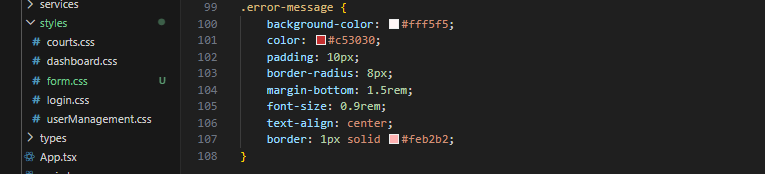 services
styles
# courts.css
# dashboard.css
# form.css U
# login.css
# userManagement.css
types
App.tsx
99 .error-message {
100 background-color: #fff5f5;
101 color: #c53030;
102 padding: 10px;
103 border-radius: 8px;
104 margin-bottom: 1.5rem;
105 font-size: 0.9rem;
106 text-align: center;
107 border: 1px solid #feb2b2;
108 }